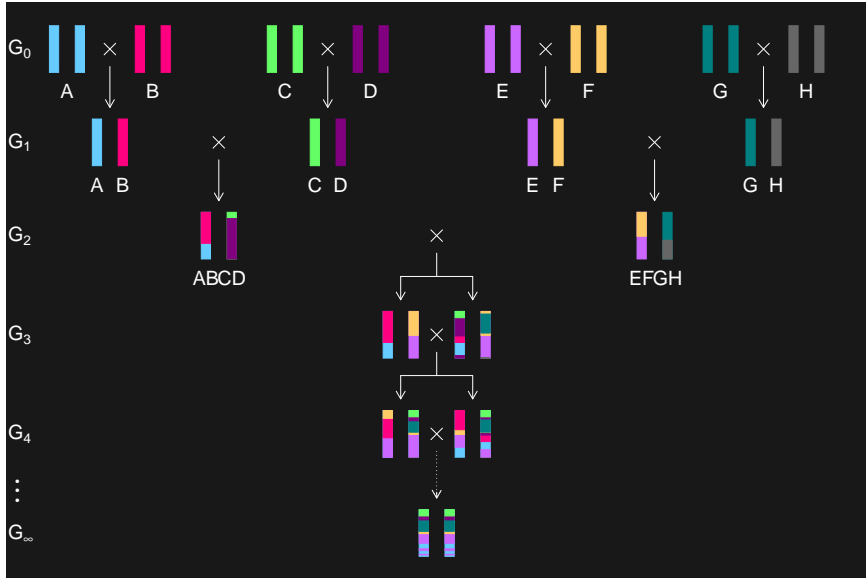 G₀ × × × ×
A B C D E F G H
G₁ × ×
A B C D E F G H
G₂ ×
ABCD EFGH
G₃ ×
G₄ ×
⋮
G∞